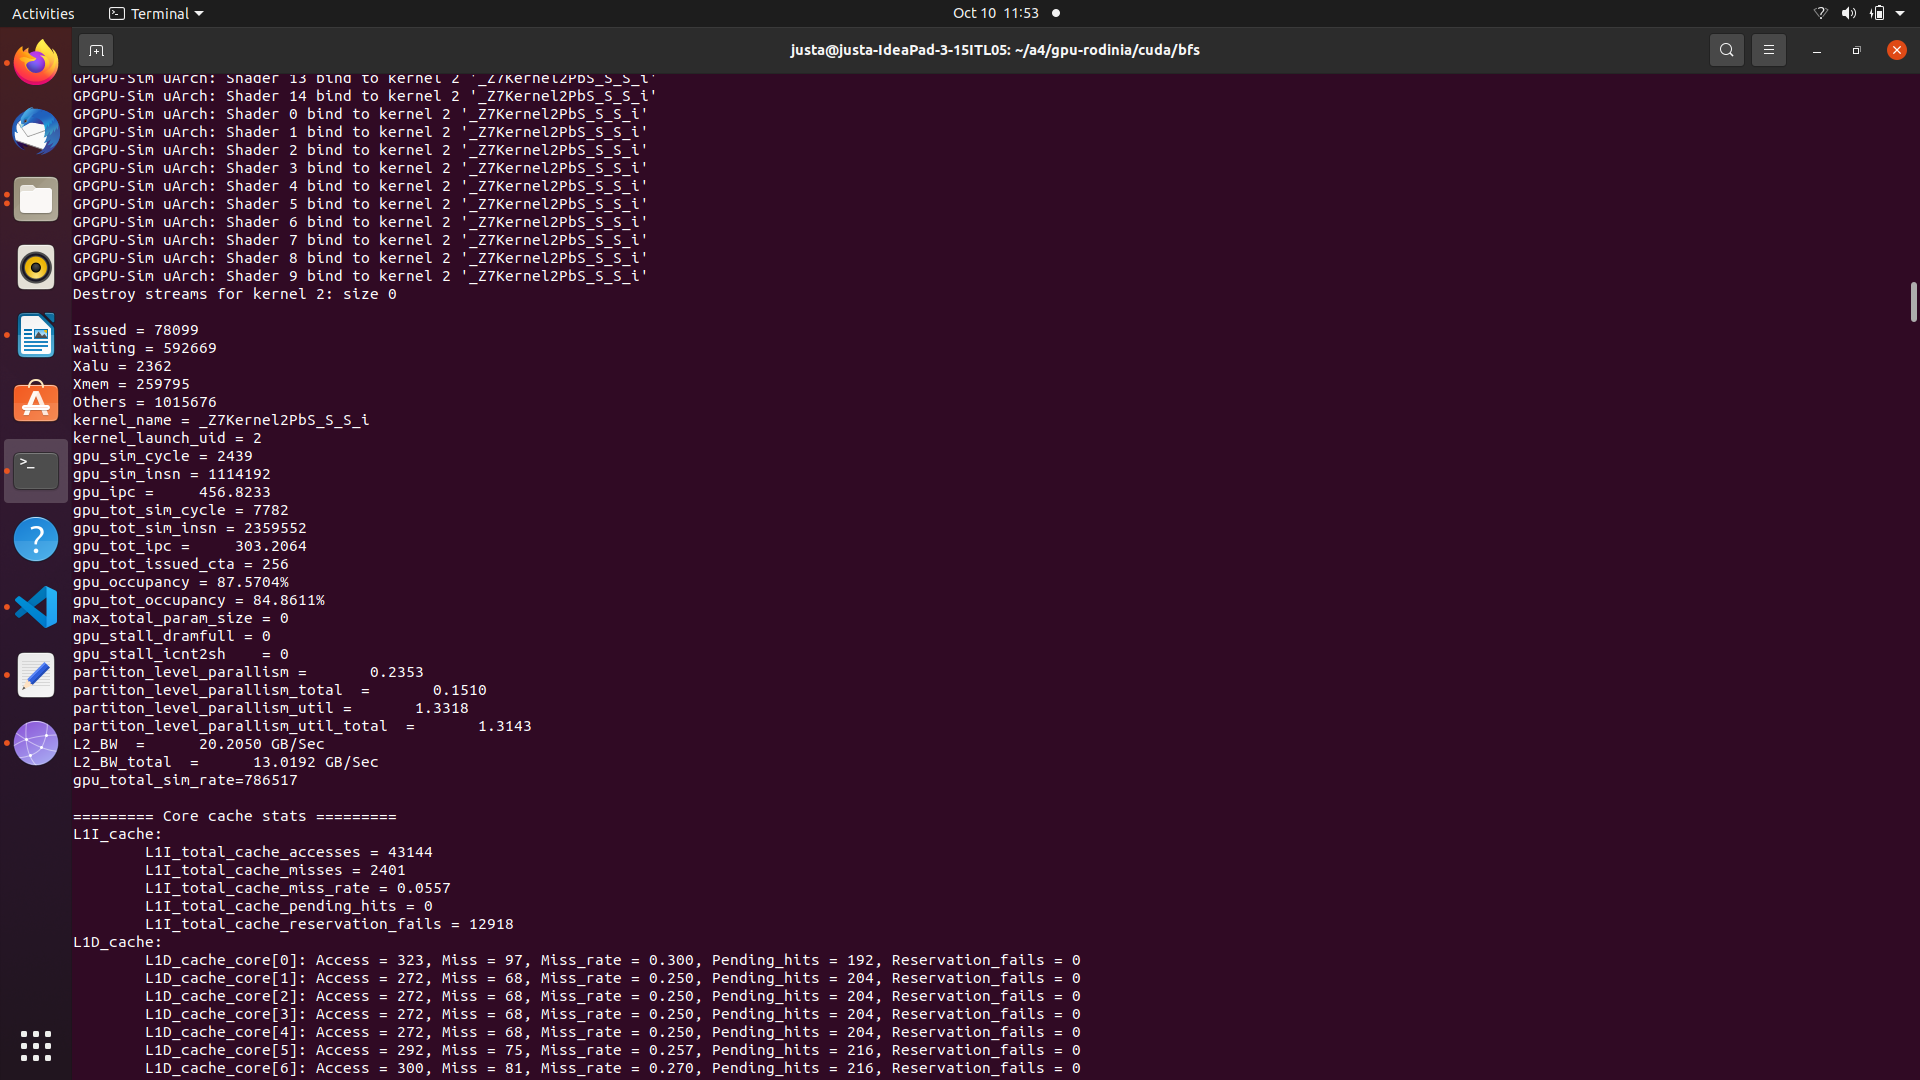 Activities
Terminal
Oct 10 11:53
justa@justa-IdeaPad-3-15ITL05: ~/a4/gpu-rodinia/cuda/bfs
GPGPU-Sim uArch: Shader 13 bind to kernel 2 '_Z7Kernel2PbS_S_S_i'
GPGPU-Sim uArch: Shader 14 bind to kernel 2 '_Z7Kernel2PbS_S_S_i'
GPGPU-Sim uArch: Shader 0 bind to kernel 2 '_Z7Kernel2PbS_S_S_i'
GPGPU-Sim uArch: Shader 1 bind to kernel 2 '_Z7Kernel2PbS_S_S_i'
GPGPU-Sim uArch: Shader 2 bind to kernel 2 '_Z7Kernel2PbS_S_S_i'
GPGPU-Sim uArch: Shader 3 bind to kernel 2 '_Z7Kernel2PbS_S_S_i'
GPGPU-Sim uArch: Shader 4 bind to kernel 2 '_Z7Kernel2PbS_S_S_i'
GPGPU-Sim uArch: Shader 5 bind to kernel 2 '_Z7Kernel2PbS_S_S_i'
GPGPU-Sim uArch: Shader 6 bind to kernel 2 '_Z7Kernel2PbS_S_S_i'
GPGPU-Sim uArch: Shader 7 bind to kernel 2 '_Z7Kernel2PbS_S_S_i'
GPGPU-Sim uArch: Shader 8 bind to kernel 2 '_Z7Kernel2PbS_S_S_i'
GPGPU-Sim uArch: Shader 9 bind to kernel 2 '_Z7Kernel2PbS_S_S_i'
Destroy streams for kernel 2: size 0
Issued = 78099
waiting = 592669
Xalu = 2362
Xmem = 259795
Others = 1015676
kernel_name = _Z7Kernel2PbS_S_S_i
kernel_launch_uid = 2
gpu_sim_cycle = 2439
gpu_sim_insn = 1114192
gpu_ipc =     456.8233
gpu_tot_sim_cycle = 7782
gpu_tot_sim_insn = 2359552
gpu_tot_ipc =     303.2064
gpu_tot_issued_cta = 256
gpu_occupancy = 87.5704%
gpu_tot_occupancy = 84.8611%
max_total_param_size = 0
gpu_stall_dramfull = 0
gpu_stall_icnt2sh    = 0
partiton_level_parallism =       0.2353
partiton_level_parallism_total  =       0.1510
partiton_level_parallism_util =       1.3318
partiton_level_parallism_util_total  =       1.3143
L2_BW  =      20.2050 GB/Sec
L2_BW_total  =      13.0192 GB/Sec
gpu_total_sim_rate=786517
========= Core cache stats =========
L1I_cache:
L1I_total_cache_accesses = 43144
L1I_total_cache_misses = 2401
L1I_total_cache_miss_rate = 0.0557
L1I_total_cache_pending_hits = 0
L1I_total_cache_reservation_fails = 12918
L1D_cache:
L1D_cache_core[0]: Access = 323, Miss = 97, Miss_rate = 0.300, Pending_hits = 192, Reservation_fails = 0
L1D_cache_core[1]: Access = 272, Miss = 68, Miss_rate = 0.250, Pending_hits = 204, Reservation_fails = 0
L1D_cache_core[2]: Access = 272, Miss = 68, Miss_rate = 0.250, Pending_hits = 204, Reservation_fails = 0
L1D_cache_core[3]: Access = 272, Miss = 68, Miss_rate = 0.250, Pending_hits = 204, Reservation_fails = 0
L1D_cache_core[4]: Access = 272, Miss = 68, Miss_rate = 0.250, Pending_hits = 204, Reservation_fails = 0
L1D_cache_core[5]: Access = 292, Miss = 75, Miss_rate = 0.257, Pending_hits = 216, Reservation_fails = 0
L1D_cache_core[6]: Access = 300, Miss = 81, Miss_rate = 0.270, Pending_hits = 216, Reservation_fails = 0